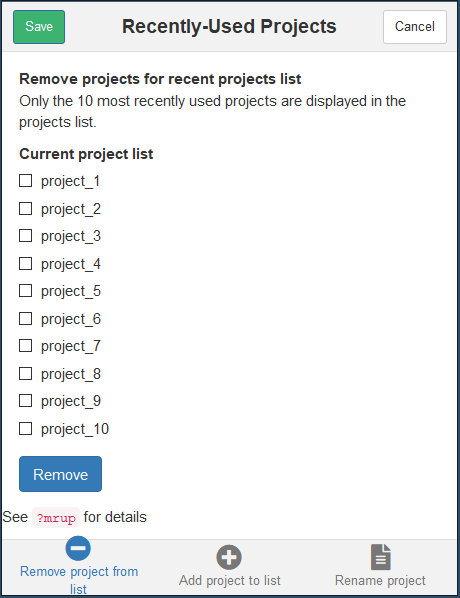 Save
Recently-Used Projects
Cancel
Remove projects for recent projects list
Only the 10 most recently used projects are displayed in the
projects list.
Current project list
project_1
project_2
project_3
project_4
project_5
project_6
project_7
project_8
project_9
project_10
Remove
See ?mrup for details
Remove project from
list
Add project to list
Rename project